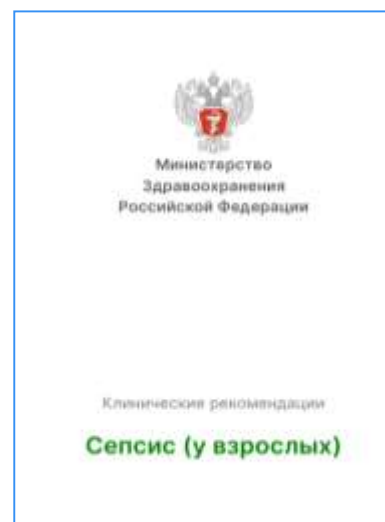 Министерство
Здравоохранения
Российской Федерации
Клинические рекомендации
Сепсис (у взрослых)